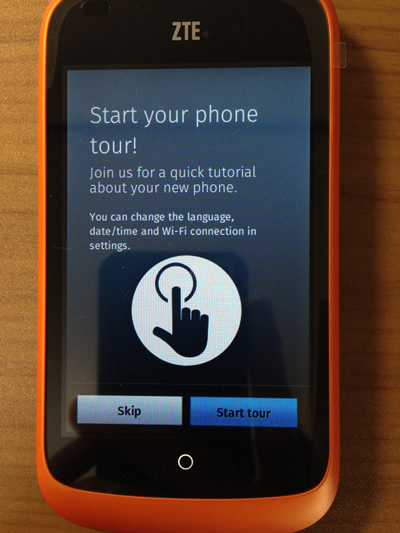 ZTE
Start your phone
tour!
Join us for a quick tutorial
about your new phone.
You can change the language,
date/time and Wi-Fi connection in
settings.
Skip
Start tour